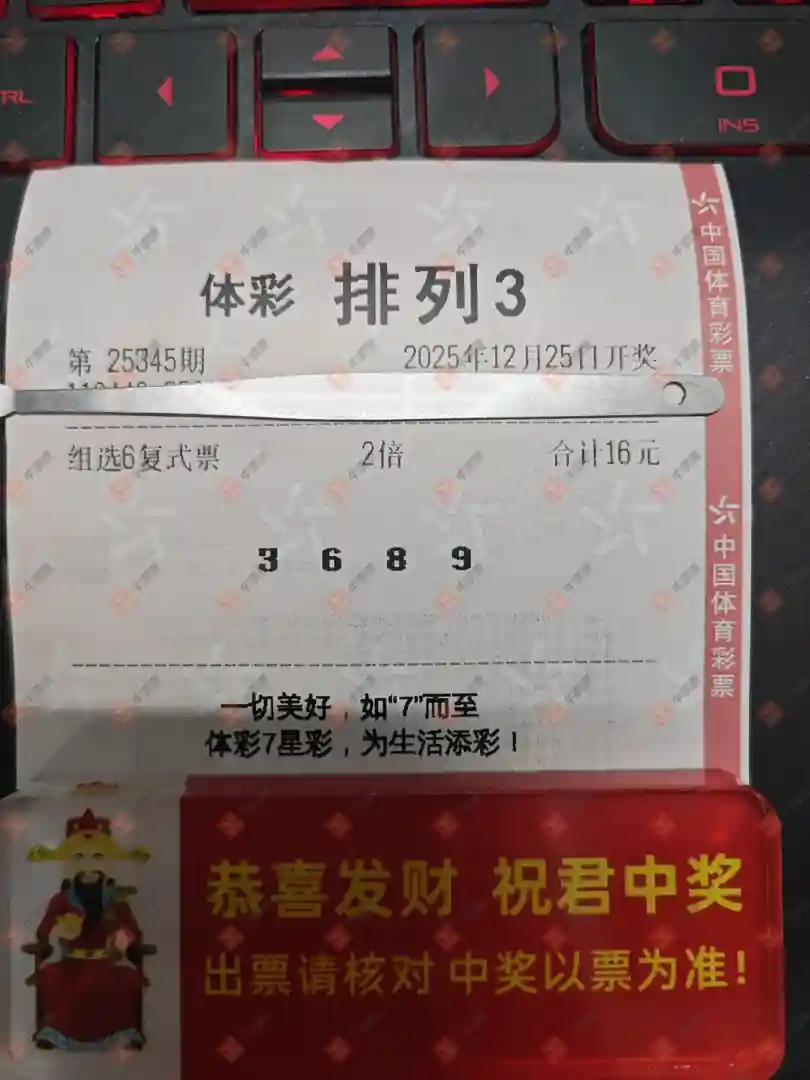 RL
INS
体彩 排列3
第 25345期 2025年12月25日开奖
组选6复式票 2倍 合计16元
3 6 8 9
一切美好，如“7”而至
体彩7星彩，为生活添彩！
中国体育彩票
中国体育彩票
恭喜发财 祝君中奖
出票请核对 中奖以票为准！